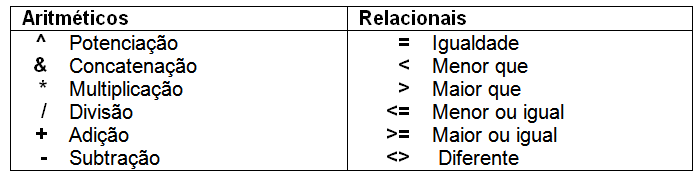 Aritméticos Relacionais
^ Potenciação = Igualdade
& Concatenação < Menor que
* Multiplicação > Maior que
/ Divisão <= Menor ou igual
+ Adição >= Maior ou igual
- Subtração <> Diferente